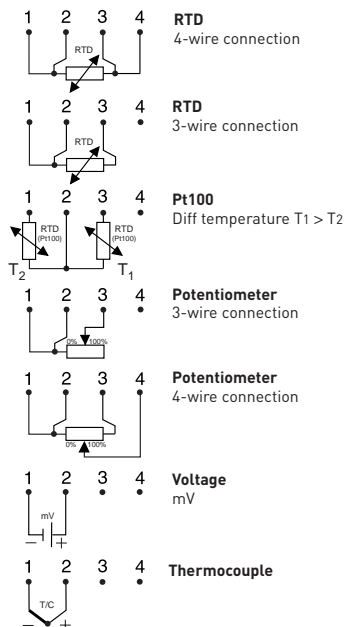 1 2 3 4
RTD
RTD
4-wire connection
1 2 3 4
RTD
RTD
3-wire connection
1 2 3 4
RTD
(Pt100)
RTD
(Pt100)
T2
T1
Pt100
Diff temperature T1 > T2
1 2 3 4
0% 100%
Potentiometer
3-wire connection
1 2 3 4
0% 100%
Potentiometer
4-wire connection
1 2 3 4
mV
− +
Voltage
mV
1 2 3 4
T/C
− +
Thermocouple